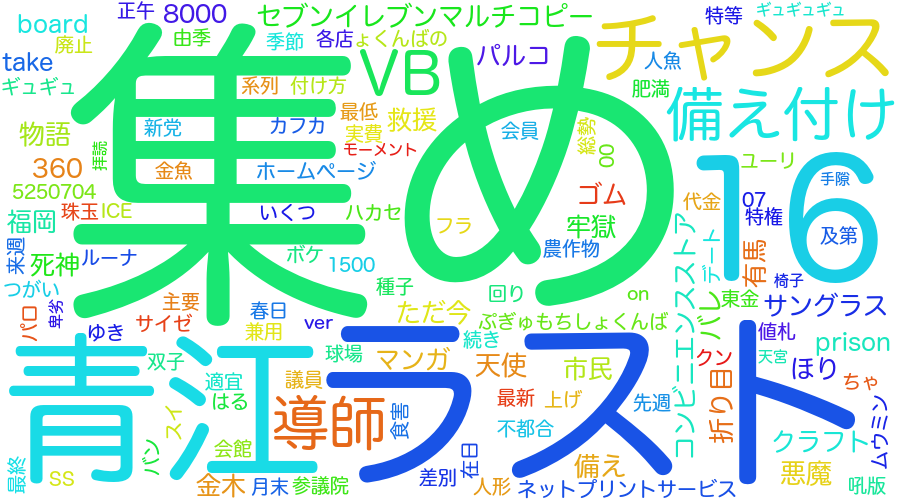 正午
8000
セブンイレブンマルチコピー
特等
ギュギュギュ
board
廃止
由季
季節
各店
ょくんばの
チャンス
take
VB
パルコ
人魚
ギュギュ
系列
付け方
肥満
備え付け
物語
新党
カフカ
最低
実費
救援
会員
総勢
00
拝読
モーメント
360
金魚
ホームページ
ユーリ
手隙
5250704
珠玉
ICE
いくつ
ハカセ
ゴム
代金
07
特権
集め
16
福岡
フラ
牢獄
及第
来週
死神
ルーナ
ボケ
1500
農作物
コンビニエンスストア
デート
有馬
椅子
つがい
種子
回り
on
バレ
東金
サングラス
パロ
卑劣
主要
春日
ただ今
ぷぎゅもちしょくんば
ゆき
サイゼ
兼用
ver
続き
値札
prison
青江
ラスト
双子
球場
マンガ
天使
市民
クン
天宮
ほり
適宜
はる
議員
導師
食害
最新
上げ
先週
折り目
ちゃ
スイ
不都合
ムウミン
クラフト
最終
SS
バン
会館
差別
在日
備え
悪魔
金木
月末
参議院
人形
ネットプリントサービス
吼版